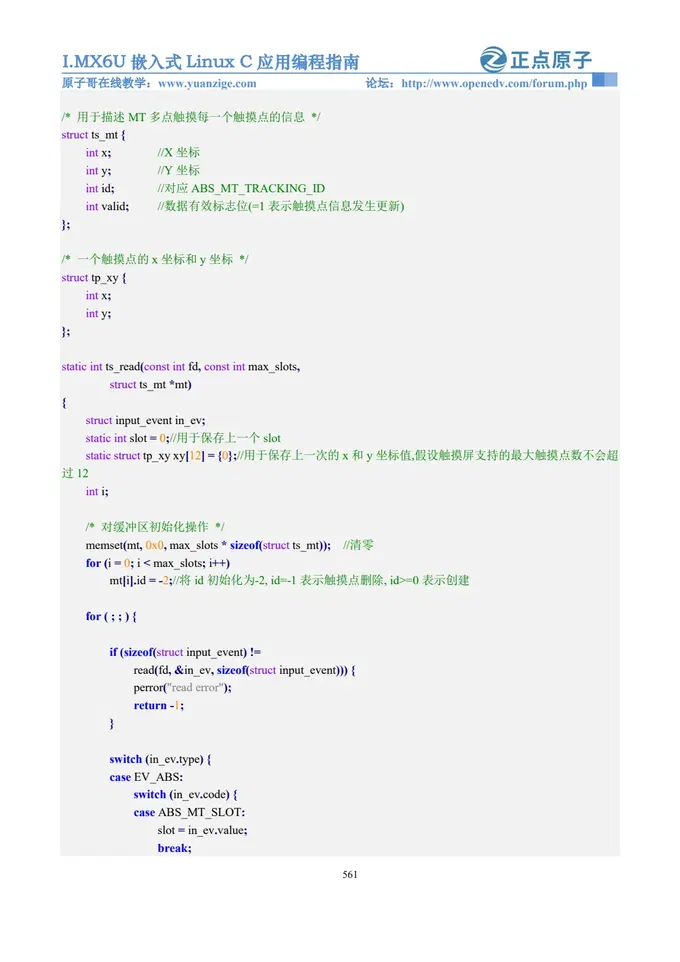 I.MX6U 嵌入式 Linux C 应用编程指南
正点原子
原子哥在线教学：www.yuanzige.com 论坛：http://www.openedv.com/forum.php
/* 用于描述 MT 多点触摸每一个触摸点的信息 */
struct ts_mt {
int x; //X 坐标
int y; //Y 坐标
int id; //对应 ABS_MT_TRACKING_ID
int valid; //数据有效标志位(=1 表示触摸点信息发生更新)
};
/* 一个触摸点的 x 坐标和 y 坐标 */
struct tp_xy {
int x;
int y;
};
static int ts_read(const int fd, const int max_slots,
struct ts_mt *mt)
{
struct input_event in_ev;
static int slot = 0;//用于保存上一个 slot
static struct tp_xy xy[12] = {0};//用于保存上一次的 x 和 y 坐标值,假设触摸屏支持的最大触摸点数不会超
过 12
int i;
/* 对缓冲区初始化操作 */
memset(mt, 0x0, max_slots * sizeof(struct ts_mt)); //清零
for (i = 0; i < max_slots; i++)
mt[i].id = -2;//将 id 初始化为-2, id=-1 表示触摸点删除, id>=0 表示创建
for ( ; ; ) {
if (sizeof(struct input_event) !=
read(fd, &in_ev, sizeof(struct input_event))) {
perror("read error");
return -1;
}
switch (in_ev.type) {
case EV_ABS:
switch (in_ev.code) {
case ABS_MT_SLOT:
slot = in_ev.value;
break;
561